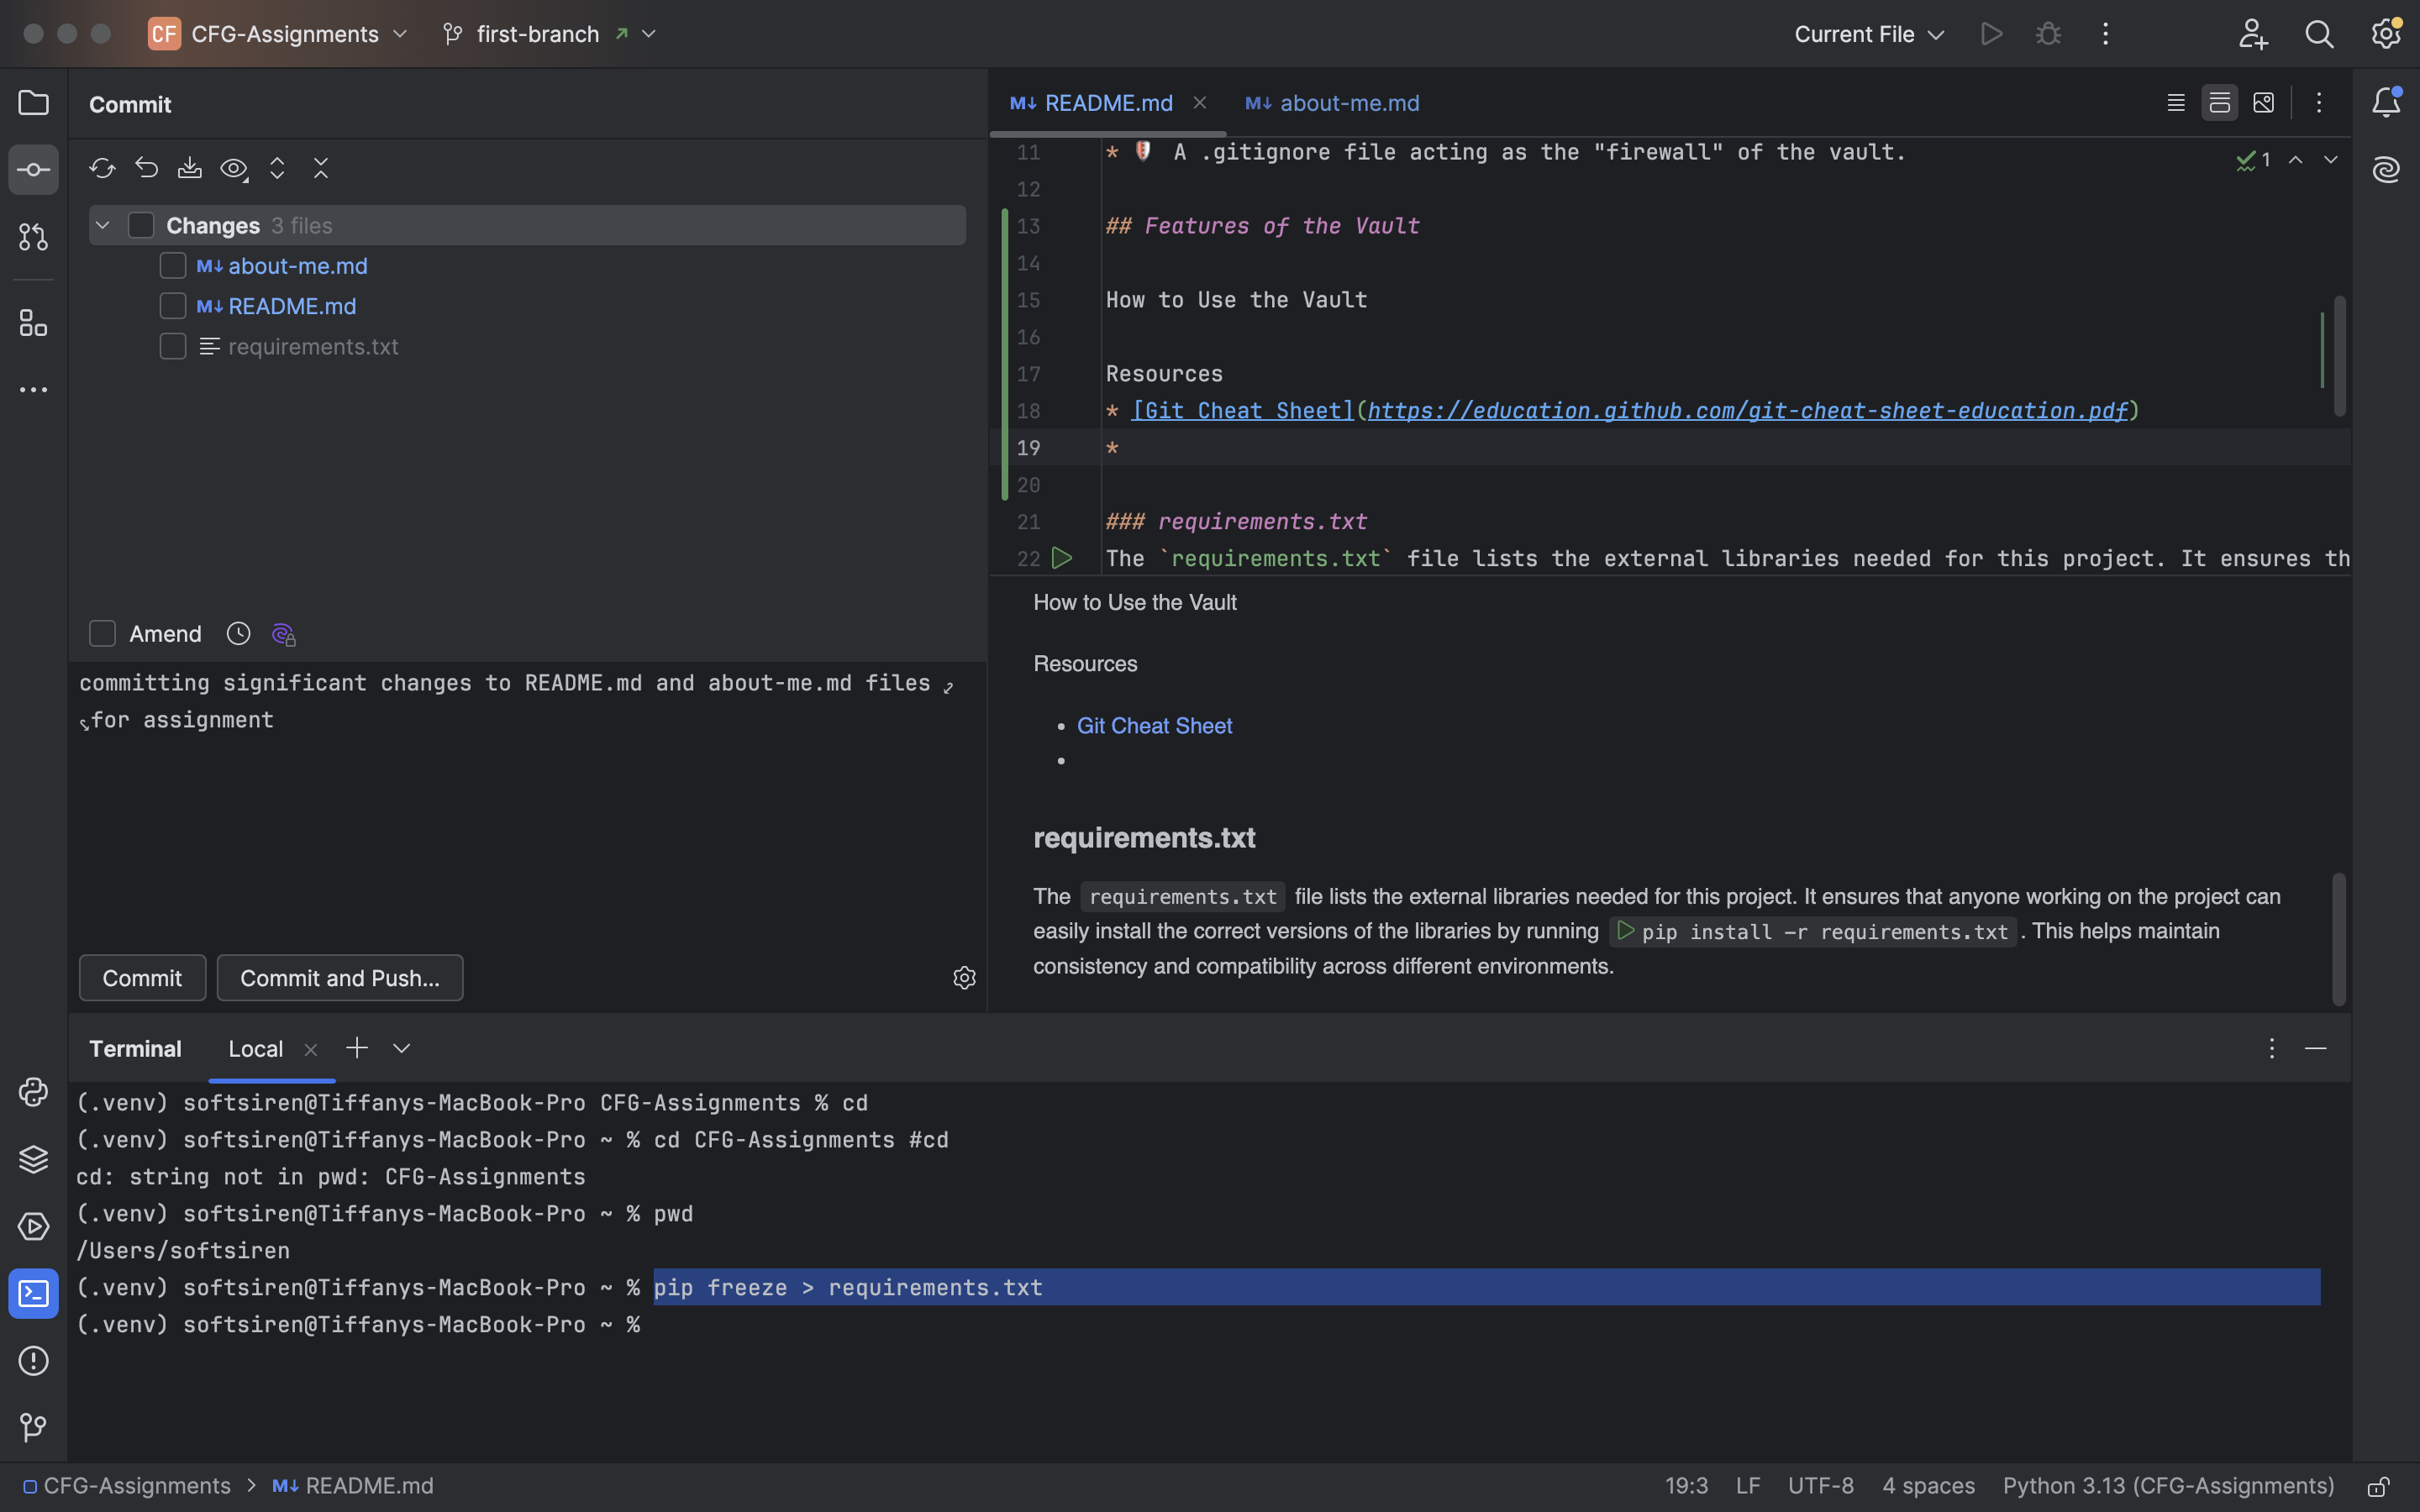 CF CFG-Assignments first-branch Current File
Commit
Changes 3 files
about-me.md
README.md
requirements.txt
Amend
committing significant changes to README.md and about-me.md files
for assignment
Commit Commit and Push...
README.md about-me.md
11 * A .gitignore file acting as the "firewall" of the vault.
1
12
13 ## Features of the Vault
14
15 How to Use the Vault
16
17 Resources
18 * [Git Cheat Sheet](https://education.github.com/git-cheat-sheet-education.pdf)
19 *
20
21 ### requirements.txt
22 The `requirements.txt` file lists the external libraries needed for this project. It ensures th
How to Use the Vault
Resources
• Git Cheat Sheet
•
requirements.txt
The requirements.txt file lists the external libraries needed for this project. It ensures that anyone working on the project can
easily install the correct versions of the libraries by running pip install -r requirements.txt . This helps maintain
consistency and compatibility across different environments.
Terminal Local
(.venv) softsiren@Tiffanys-MacBook-Pro CFG-Assignments % cd
(.venv) softsiren@Tiffanys-MacBook-Pro ~ % cd CFG-Assignments #cd
cd: string not in pwd: CFG-Assignments
(.venv) softsiren@Tiffanys-MacBook-Pro ~ % pwd
/Users/softsiren
(.venv) softsiren@Tiffanys-MacBook-Pro ~ % pip freeze > requirements.txt
(.venv) softsiren@Tiffanys-MacBook-Pro ~ %
CFG-Assignments > README.md 19:3 LF UTF-8 4 spaces Python 3.13 (CFG-Assignments)